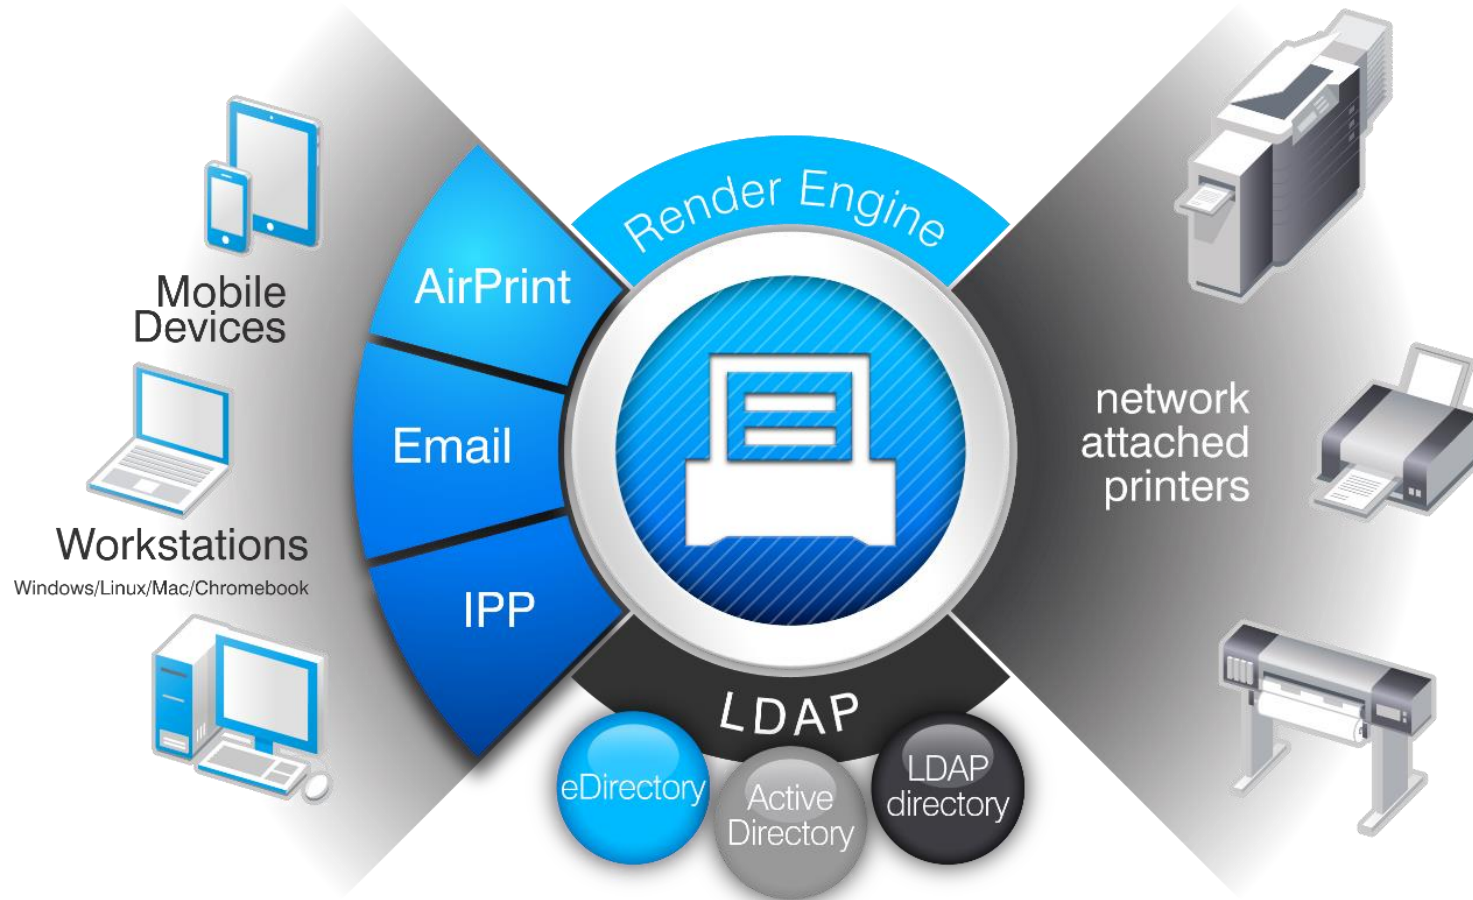 Render Engine
AirPrint
Mobile
Devices
Email
network
attached
printers
Workstations
Windows/Linux/Mac/Chromebook
IPP
LDAP
eDirectory
Active
Directory
LDAP
directory